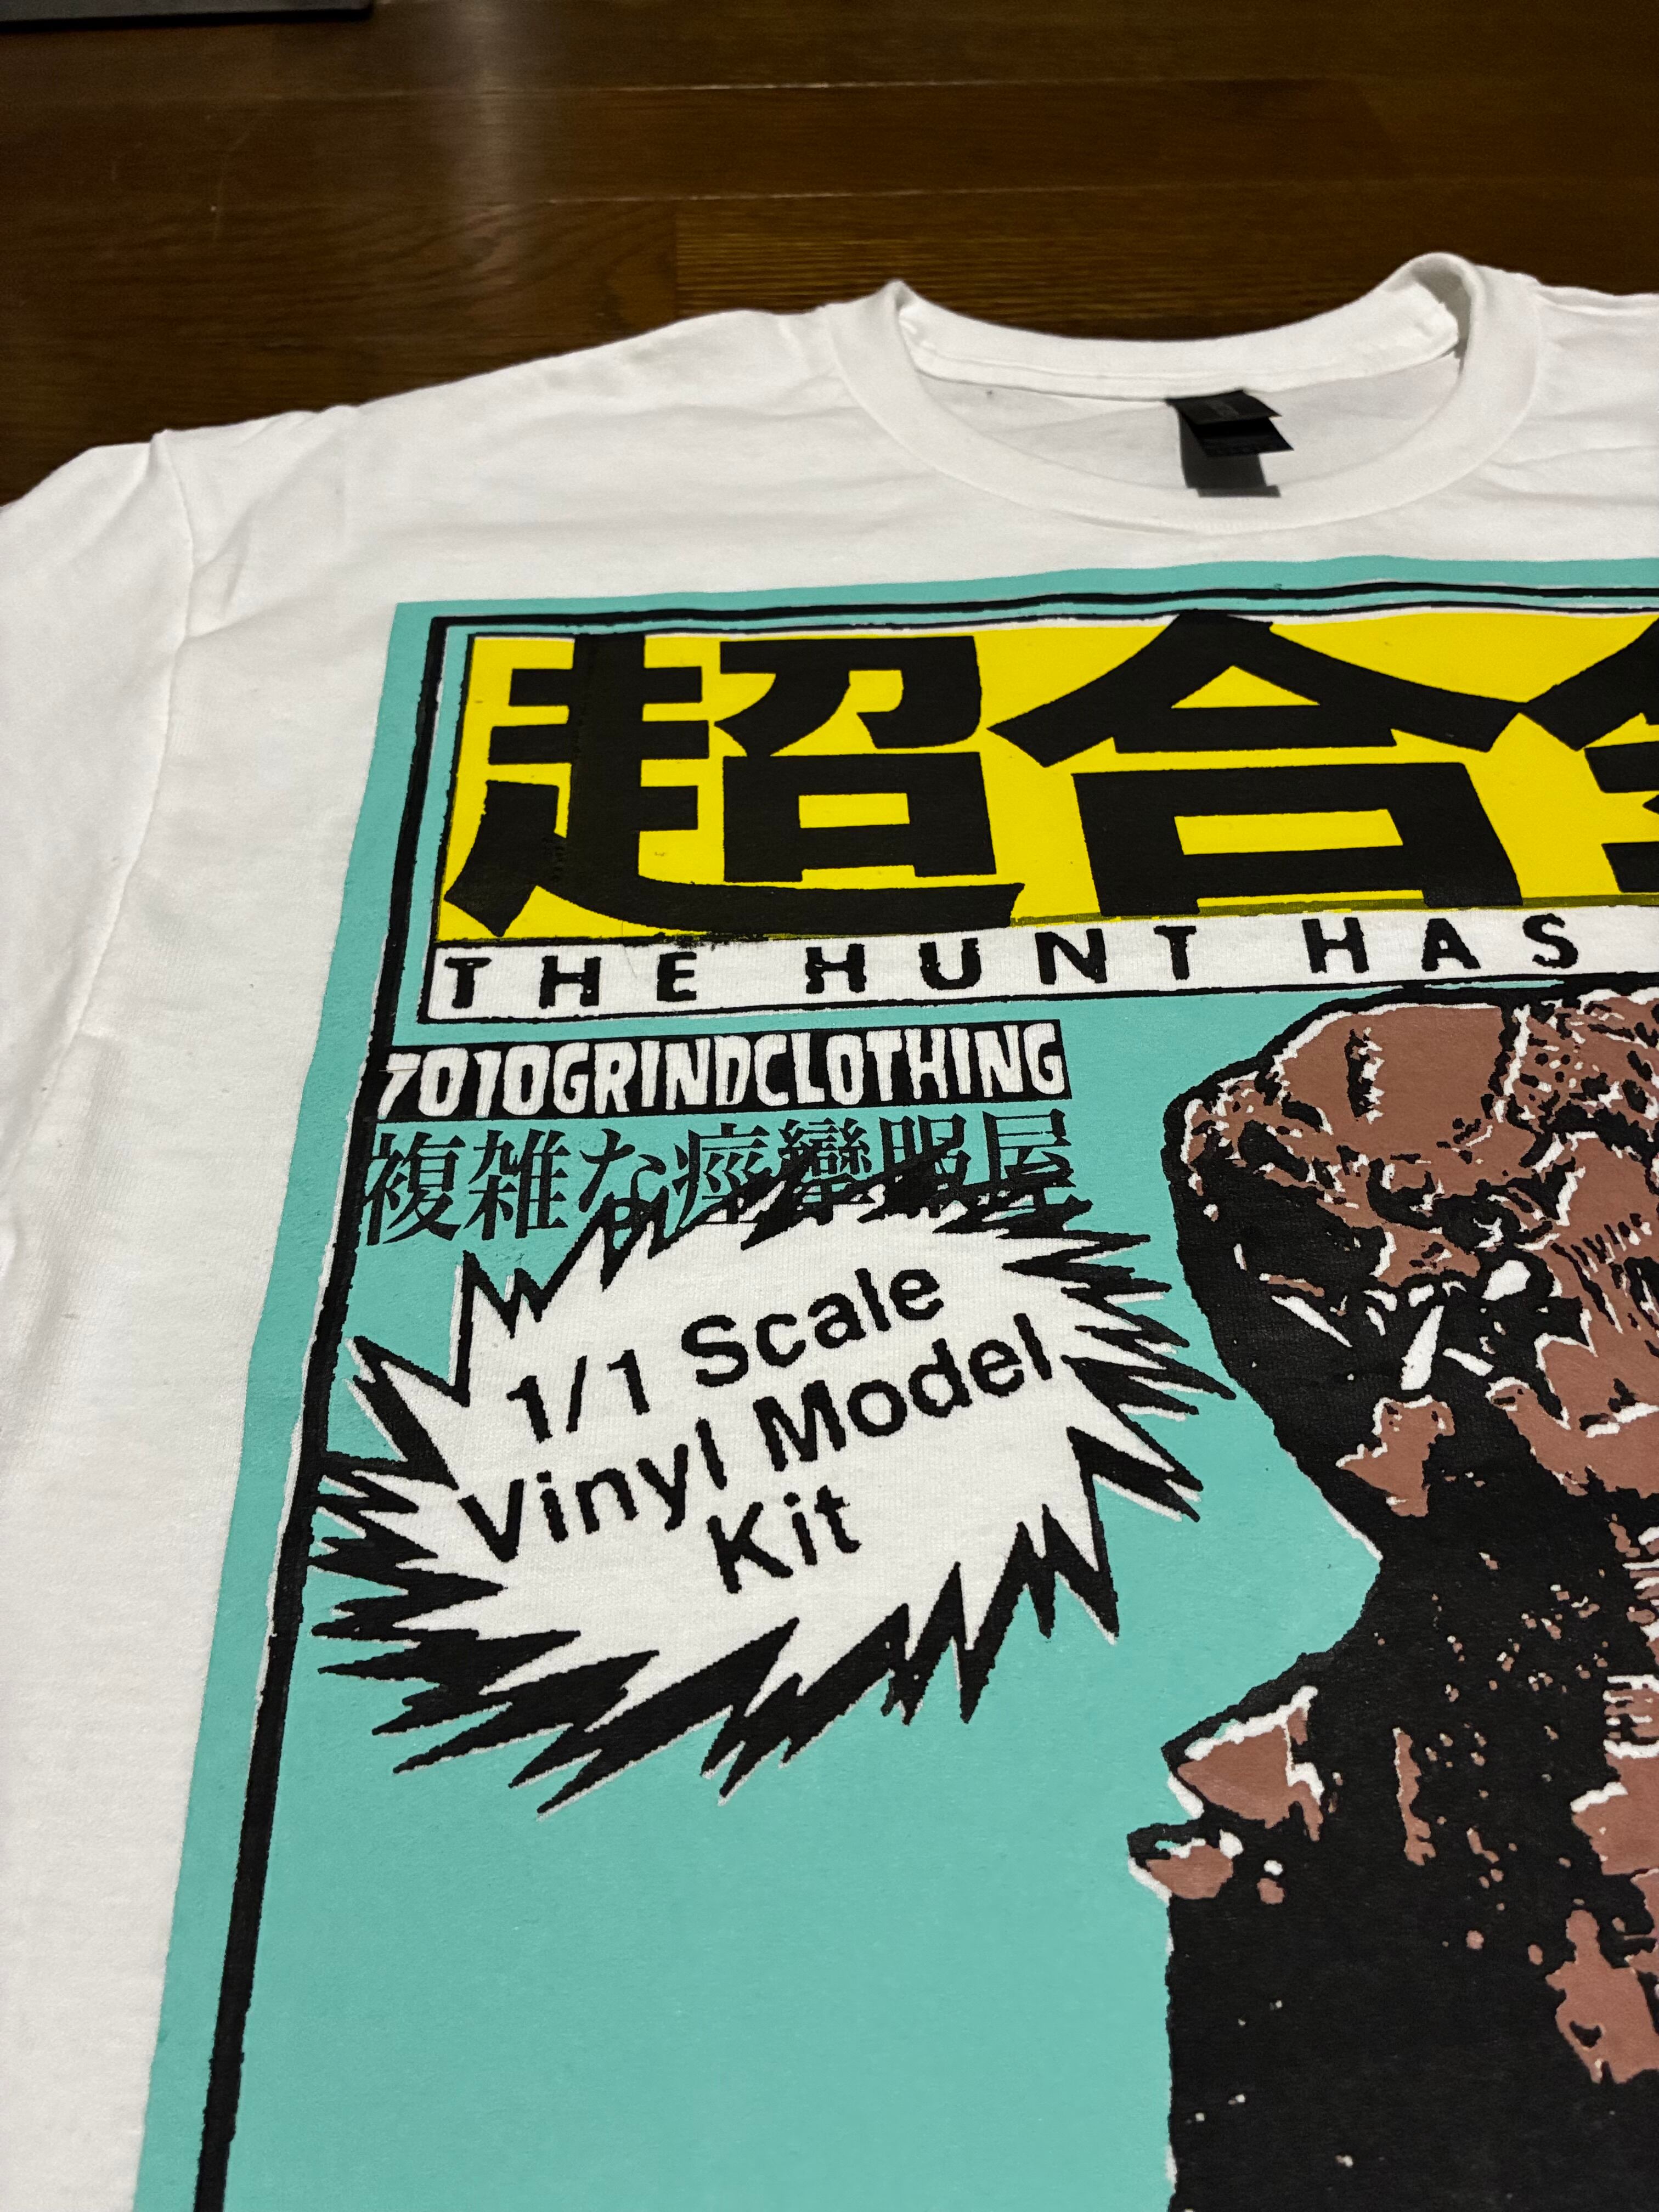 超合
THE HUNT HAS
7010GRINDCLOTHING
複雑な痙攣服屋
1/1 Scale
Vinyl Model
Kit